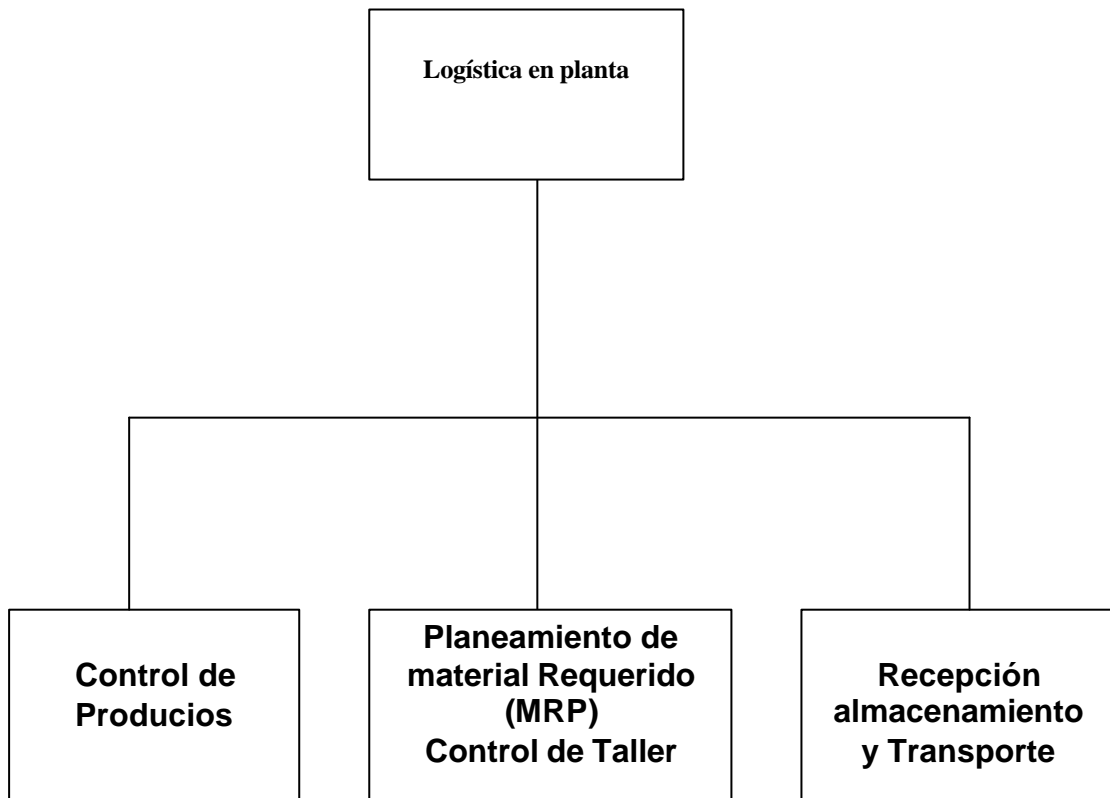 Logística en planta
Control de
Producios
Planeamiento de
material Requerido
(MRP)
Control de Taller
Recepción
almacenamiento
y Transporte